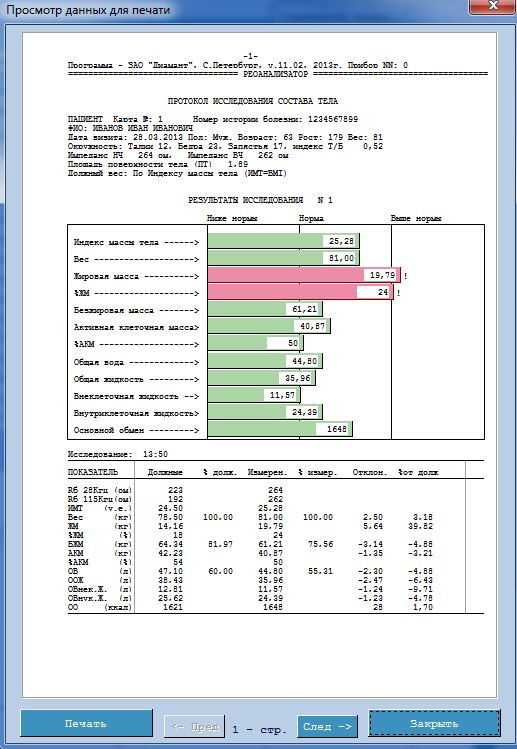 Просмотр данных для печати
-1-
Программа - ЗАО "Диамант", С.Петербург, v.11.02, 2013г. Прибор NN: 0
================================== РЕОАНАЛИЗАТОР ===================================
ПРОТОКОЛ ИССЛЕДОВАНИЯ СОСТАВА ТЕЛА
ПАЦИЕНТ Карта №: 1 Номер истории болезни: 1234567899
ФИО: ИВАНОВ ИВАН ИВАНОВИЧ
Дата визита: 28.03.2013 Пол: Муж. Возраст: 63 Рост: 179 Вес: 81
Окружность: Талии 12, Бедра 23, Запястья 17, индекс Т/Б 0,52
Импеданс НЧ 264 ом, Импеданс ВЧ 262 ом
Площадь поверхности тела (ПТ) 1,89
Должный вес: По Индексу массы тела (ИМТ=BMI)
РЕЗУЛЬТАТЫ ИССЛЕДОВАНИЯ N 1
Ниже нормы Норма Выше нормы
Индекс массы тела ------> 25,28
Вес --------------------> 81,00
Жировая масса ----------> 19,79 !
%ЖМ --------------------> 24 !
Безжировая масса -------> 61,21
Активная клеточная масса> 40,87
%АКМ -------------------> 50
Общая вода -------------> 44,80
Общая жидкость ---------> 35,96
Внеклеточная жидкость --> 11,57
Внутриклеточная жидкость> 24,39
Основной обмен ---------> 1648
Исследование: 13:50
ПОКАЗАТЕЛЬ Должные % долж. Измерен. % измер. Отклон. %от долж
Rб 28Кгц (ом) 223 264
Rб 115Кгц(ом) 192 262
ИМТ (у.е.) 24,50 25,28
Вес (кг) 78,50 100,00 81,00 100,00 2,50 3,18
ЖМ (кг) 14,16 19,79 5,64 39,82
%ЖМ (%) 18 24
БЖМ (кг) 64,34 81,97 61,21 75,56 -3,14 -4,88
АКМ (кг) 42,23 40,87 -1,35 -3,21
%АКМ (%) 54 50
ОВ (л) 47,10 60,00 44,80 55,31 -2,30 -4,88
ООЖ (л) 38,43 35,96 -2,47 -6,43
ОВнек.Ж. (л) 12,81 11,57 -1,24 -9,71
ОВнук.Ж. (л) 25,62 24,39 -1,23 -4,78
ОО (ккал) 1621 1648 28 1,70
Печать <- Пред 1 - стр. След -> Закрыть